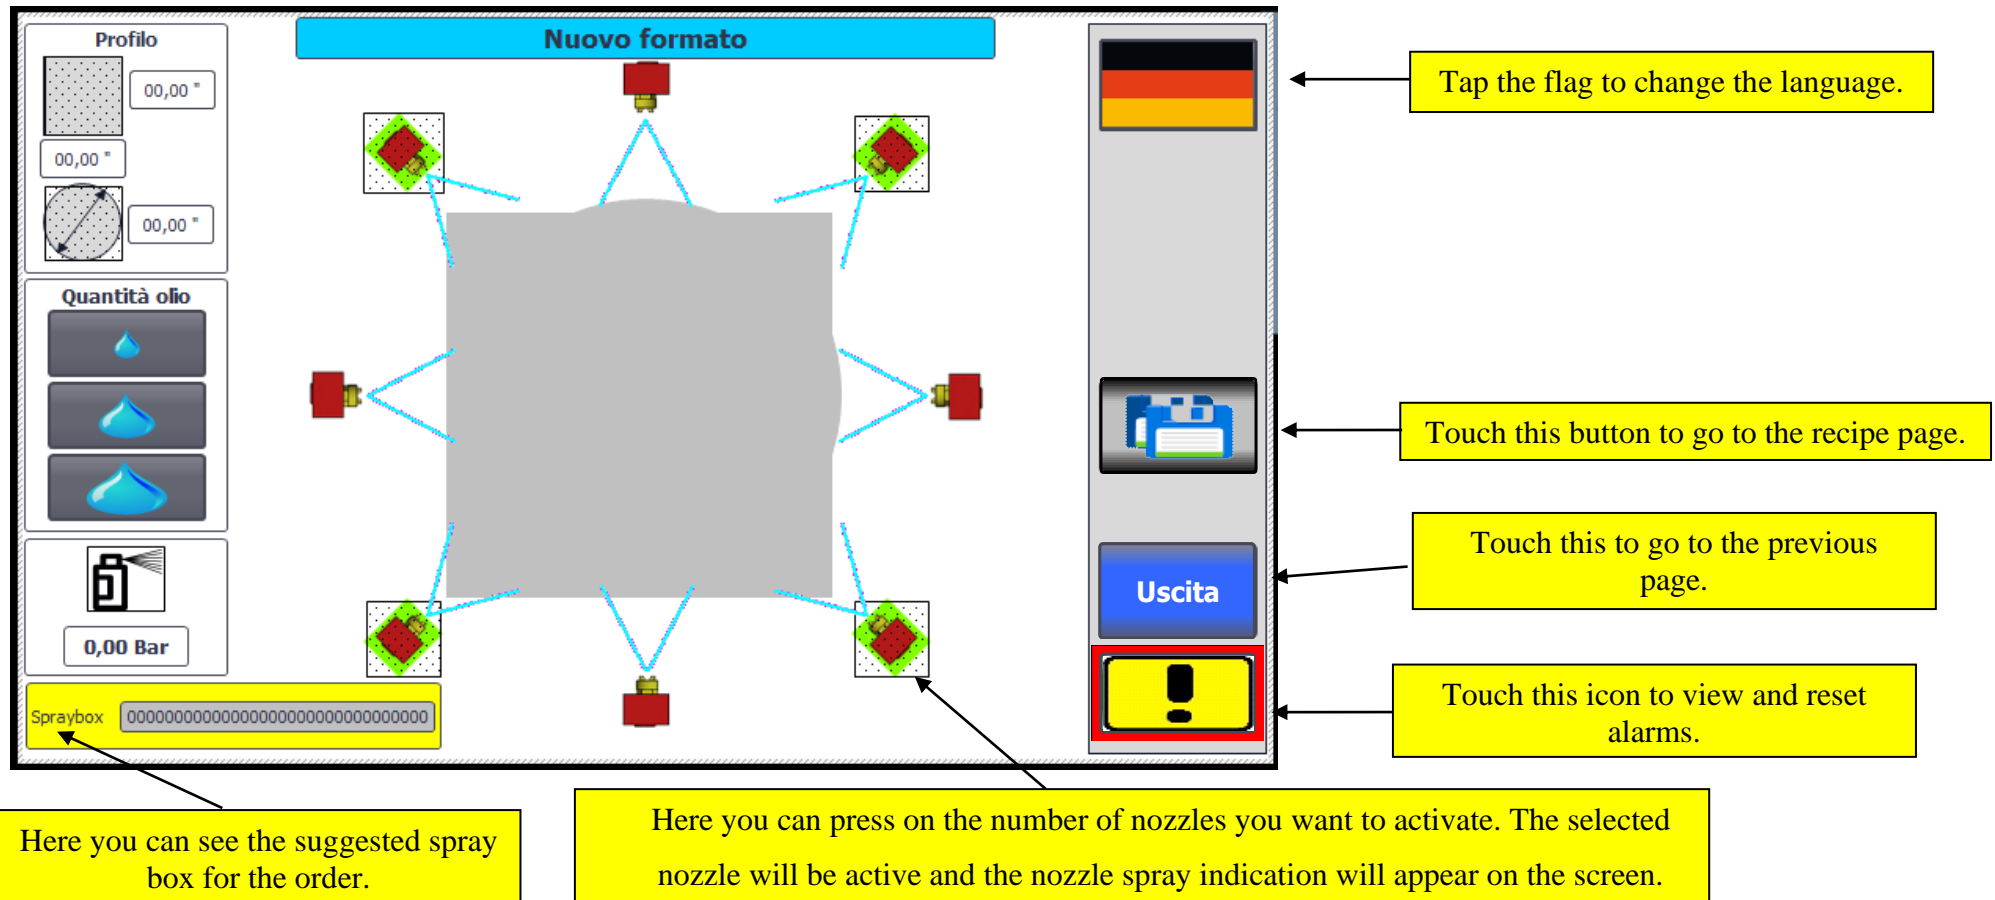 Profilo
00,00 "
00,00 "
00,00 "
Quantità olio
0,00 Bar
Spraybox 00000000000000000000000000000000
Nuovo formato
Uscita
Tap the flag to change the language.
Touch this button to go to the recipe page.
Touch this to go to the previous
page.
Touch this icon to view and reset
alarms.
Here you can see the suggested spray
box for the order.
Here you can press on the number of nozzles you want to activate. The selected
nozzle will be active and the nozzle spray indication will appear on the screen.